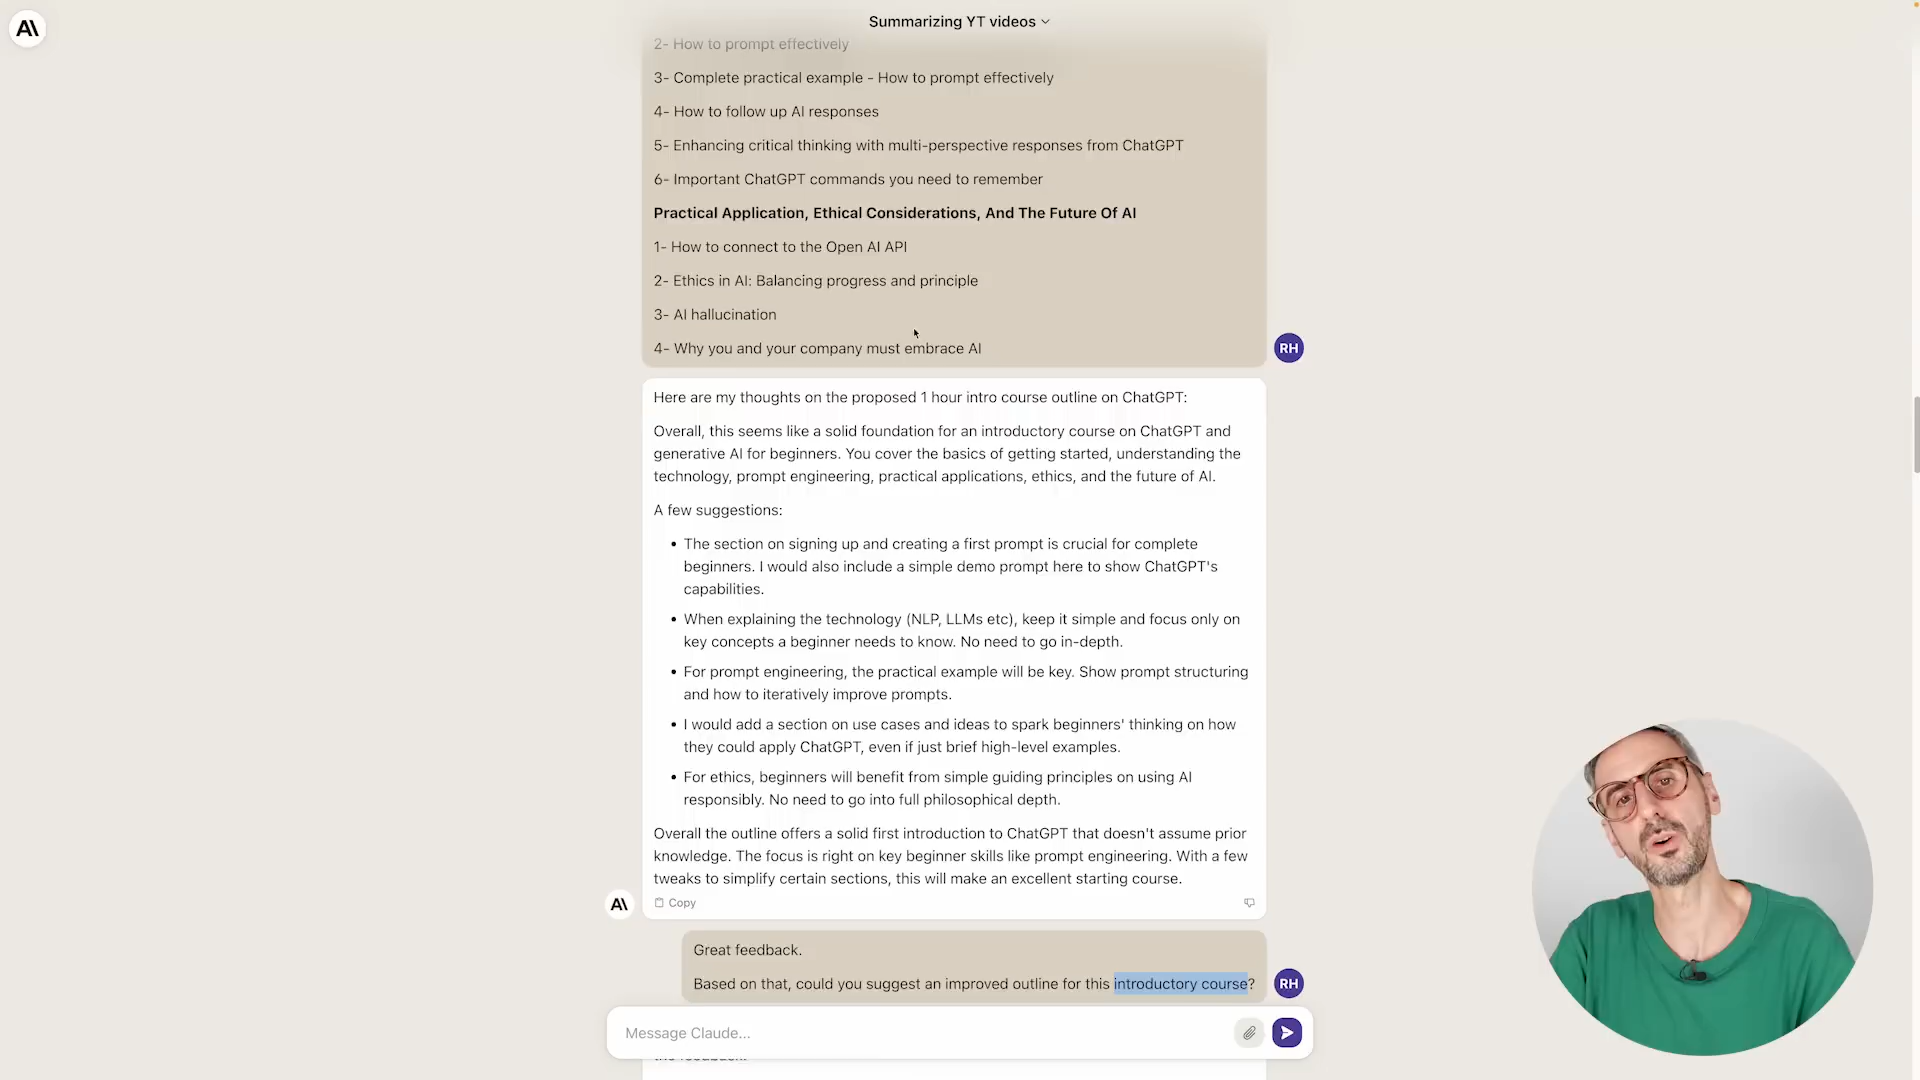 Summarizing YT videos
2- How to prompt effectively
3- Complete practical example - How to prompt effectively
4- How to follow up AI responses
5- Enhancing critical thinking with multi-perspective responses from ChatGPT
6- Important ChatGPT commands you need to remember
Practical Application, Ethical Considerations, And The Future Of AI
1- How to connect to the Open AI API
2- Ethics in AI: Balancing progress and principle
3- AI hallucination
4- Why you and your company must embrace AI
RH
Here are my thoughts on the proposed 1 hour intro course outline on ChatGPT:
Overall, this seems like a solid foundation for an introductory course on ChatGPT and
generative AI for beginners. You cover the basics of getting started, understanding the
technology, prompt engineering, practical applications, ethics, and the future of AI.
A few suggestions:
• The section on signing up and creating a first prompt is crucial for complete
beginners. I would also include a simple demo prompt here to show ChatGPT's
capabilities.
• When explaining the technology (NLP, LLMs etc), keep it simple and focus only on
key concepts a beginner needs to know. No need to go in-depth.
• For prompt engineering, the practical example will be key. Show prompt structuring
and how to iteratively improve prompts.
• I would add a section on use cases and ideas to spark beginners' thinking on how
they could apply ChatGPT, even if just brief high-level examples.
• For ethics, beginners will benefit from simple guiding principles on using AI
responsibly. No need to go into full philosophical depth.
Overall the outline offers a solid first introduction to ChatGPT that doesn't assume prior
knowledge. The focus is right on key beginner skills like prompt engineering. With a few
tweaks to simplify certain sections, this will make an excellent starting course.
Copy
Great feedback.
Based on that, could you suggest an improved outline for this introductory course?
RH
Message Claude...